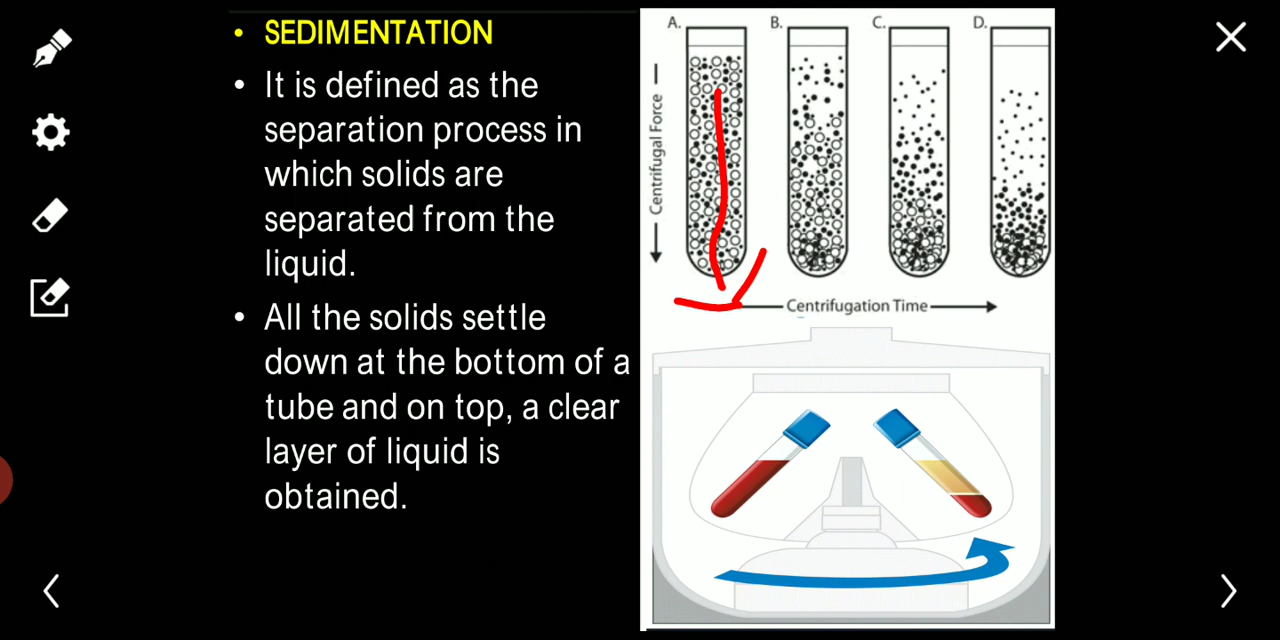 • SEDIMENTATION
• It is defined as the
separation process in
which solids are
separated from the
liquid.
• All the solids settle
down at the bottom of a
tube and on top, a clear
layer of liquid is
obtained.
A. B. C. D.
Centrifugal Force
Centrifugation Time